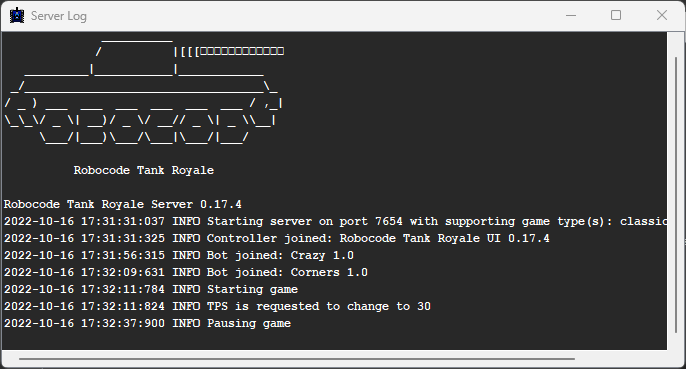 Server Log
Robocode Tank Royale
Robocode Tank Royale Server 0.17.4
2022-10-16 17:31:31:037 INFO Starting server on port 7654 with supporting game type(s): classic
2022-10-16 17:31:31:325 INFO Controller joined: Robocode Tank Royale UI 0.17.4
2022-10-16 17:31:56:315 INFO Bot joined: Crazy 1.0
2022-10-16 17:32:09:631 INFO Bot joined: Corners 1.0
2022-10-16 17:32:11:784 INFO Starting game
2022-10-16 17:32:11:824 INFO TPS is requested to change to 30
2022-10-16 17:32:37:900 INFO Pausing game